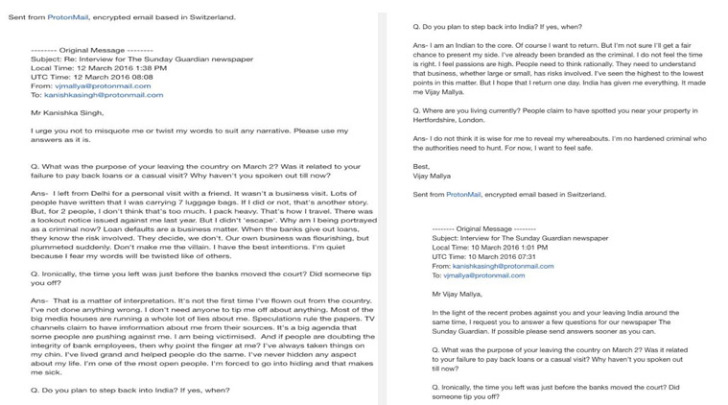 Sent from ProtonMail, encrypted email based in Switzerland.
-------- Original Message --------
Subject: Re: Interview for The Sunday Guardian newspaper
Local Time: 12 March 2016 1:38 PM
UTC Time: 12 March 2016 08:08
From: vjmallya@protonmail.com
To: kanishkasingh@protonmail.com
Mr Kanishka Singh,
I urge you not to misquote me or twist my words to suit any narrative. Please use my
answers as it is.
Q. What was the purpose of your leaving the country on March 2? Was it related to your
failure to pay back loans or a casual visit? Why haven't you spoken out till now?
Ans- I left from Delhi for a personal visit with a friend. It wasn't a business visit. Lots of
people have written that I was carrying 7 luggage bags. If I did or not, that's another story.
But, for 2 people, I don't think that's too much. I pack heavy. That's how I travel. There was
a lookout notice issued against me last year. But I didn't 'escape'. Why am I being portrayed
as a criminal now? Loan defaults are a business matter. When the banks give out loans,
they know the risk involved. They decide, we don't. Our own business was flourishing, but
plummeted suddenly. Don't make me the villain. I have the best intentions. I'm quiet
because I fear my words will be twisted like of others.
Q. Ironically, the time you left was just before the banks moved the court? Did someone tip
you off?
Ans- That is a matter of interpretation. It's not the first time I've flown out from the country.
I've not done anything wrong. I don't need anyone to tip me off about anything. Most of the
big media houses are running a whole lot of lies about me. Speculations rule the papers. TV
channels claim to have imformation about me from their sources. It's a big agenda that
some people are pushing against me. I am being victimised. And if people are doubting the
integrity of bank employees, then why point the finger at me? I've always taken things on
my chin. I've lived grand and helped people do the same. I've never hidden any aspect
about my life. I'm one of the most open people. I'm forced to go into hiding and that makes
me sick.
Q. Do you plan to step back into India? If yes, when?
Q. Do you plan to step back into India? If yes, when?
Ans- I am an Indian to the core. Of course I want to return. But I'm not sure I'll get a fair
chance to present my side. I've already been branded as the criminal. I do not feel the time
is right. I feel passions are high. People need to think rationally. They need to understand
that business, whether large or small, has risks involved. I've seen the highest to the lowest
points in this matter. But I hope that I return one day. India has given me everything. It made
me Vijay Mallya.
Q. Where are you living currently? People claim to have spotted you near your property in
Hertfordshire, London.
Ans- I do not think it is wise for me to reveal my whereabouts. I'm no hardened criminal who
the authorities need to hunt. For now, I want to feel safe.
Best,
Vijay Mallya
Sent from ProtonMail, encrypted email based in Switzerland.
-------- Original Message --------
Subject: Interview for The Sunday Guardian newspaper
Local Time: 10 March 2016 1:01 PM
UTC Time: 10 March 2016 07:31
From: kanishkasingh@protonmail.com
To: vjmallya@protonmail.com
Mr Vijay Mallya,
In the light of the recent probes against you and your leaving India around the
same time, I request you to answer a few questions for our newspaper The
Sunday Guardian. If possible please send answers sooner as you can.
Q. What was the purpose of your leaving the country on March 2? Was it related
to your failure to pay back loans or a casual visit? Why haven't you spoken out
till now?
Q. Ironically, the time you left was just before the banks moved the court? Did
someone tip you off?